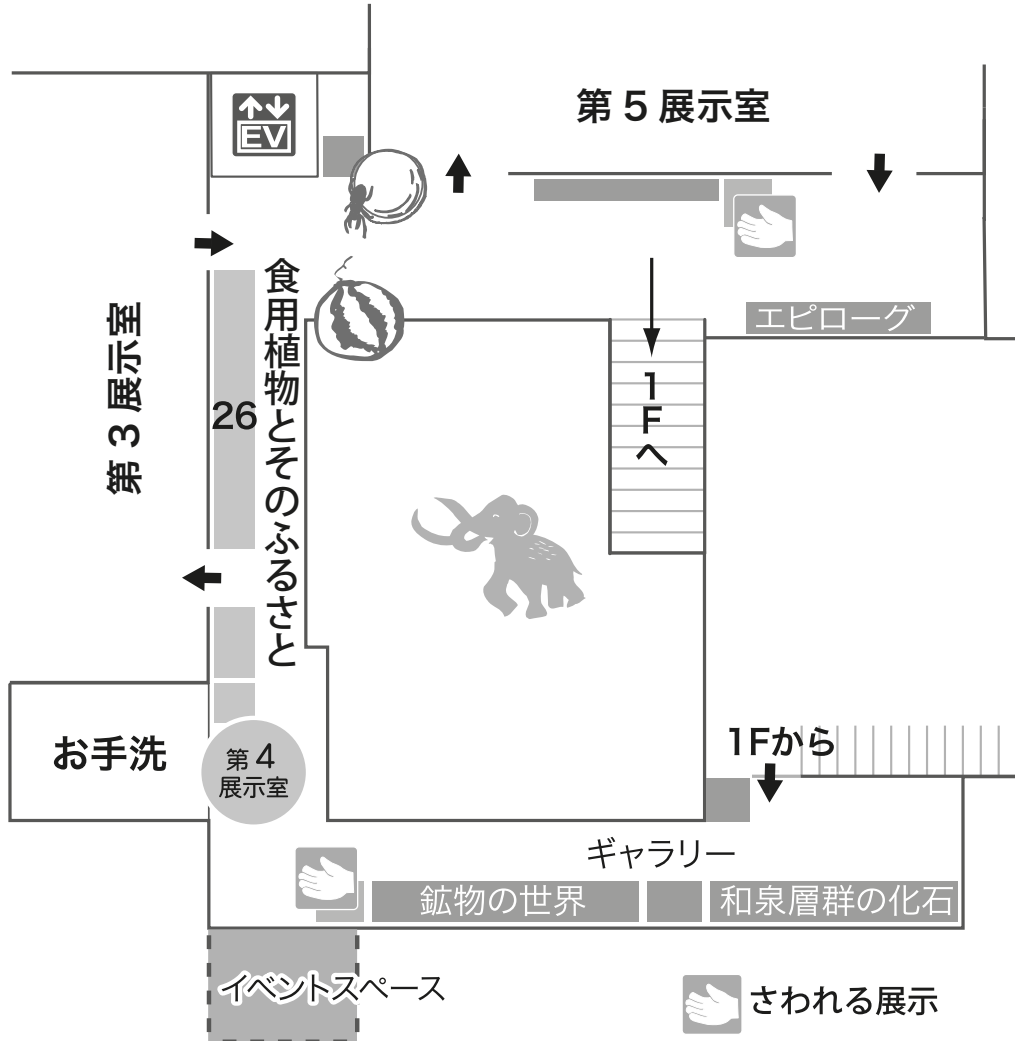 第5展示室
EV
エピローグ
食用植物とそのふるさと
第3展示室
26
1Fへ
お手洗
第4
展示室
1Fから
ギャラリー
鉱物の世界
和泉層群の化石
イベントスペース
さわれる展示